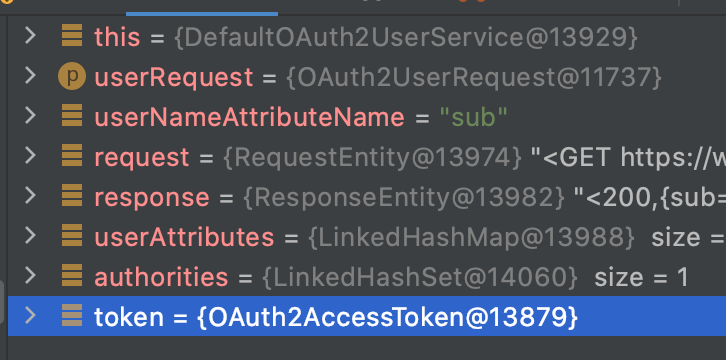 this = {DefaultOAuth2UserService@13929}
p userRequest = {OAuth2UserRequest@11737}
userNameAttributeName = "sub"
request = {RequestEntity@13974} "<GET https://w
response = {ResponseEntity@13982} "<200,{sub=
userAttributes = {LinkedHashMap@13988} size =
authorities = {LinkedHashSet@14060} size = 1
token = {OAuth2AccessToken@13879}